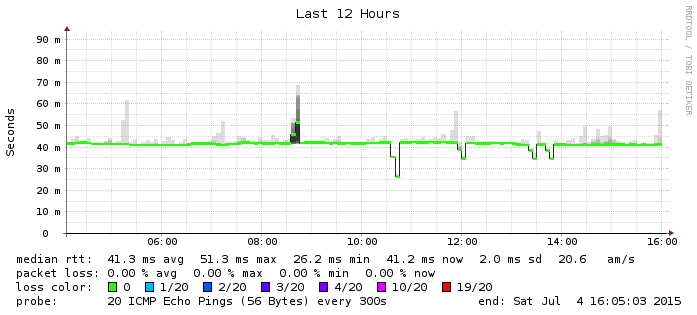 Last 12 Hours
RRDTOOL / TOBI OETIKER
Seconds
90 m
80 m
70 m
60 m
50 m
40 m
30 m
20 m
10 m
0
06:00 08:00 10:00 12:00 14:00 16:00
median rtt: 41.3 ms avg 51.3 ms max 26.2 ms min 41.2 ms now 2.0 ms sd 20.6 am/s
packet loss: 0.00 % avg 0.00 % max 0.00 % min 0.00 % now
loss color: 0 1/20 2/20 3/20 4/20 10/20 19/20
probe: 20 ICMP Echo Pings (56 Bytes) every 300s end: Sat Jul 4 16:05:03 2015